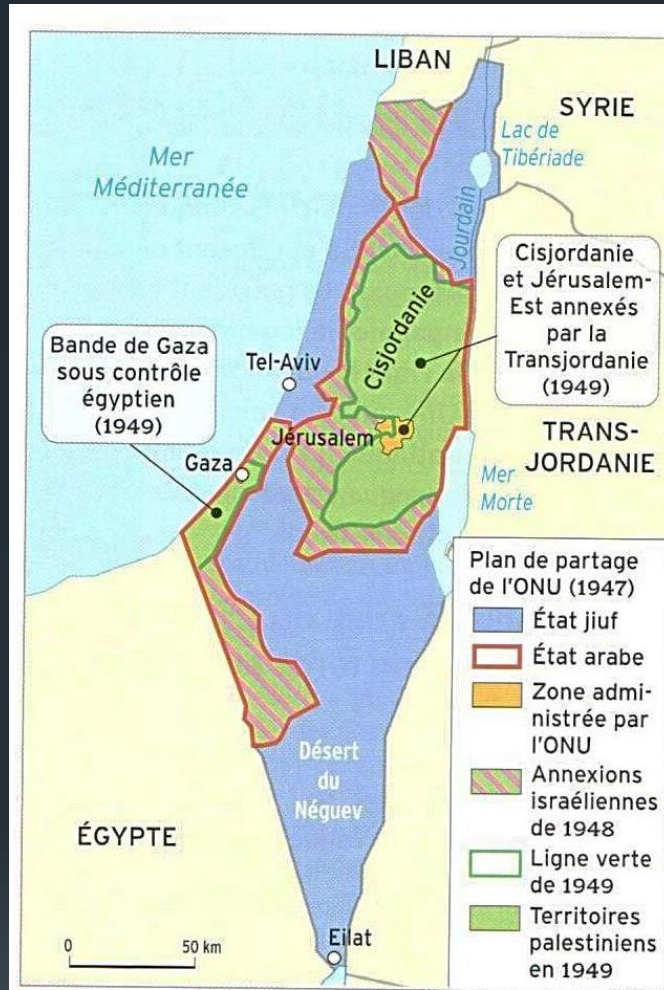 LIBAN
SYRIE
Mer
Méditerranée
Lac de
Tibériade
Jourdain
Cisjordanie
et Jérusalem-
Est annexés
par la
Transjordanie
(1949)
Cisjordanie
Bande de Gaza
sous contrôle
égyptien
(1949)
Tel-Aviv
Jérusalem
Gaza
TRANS-
JORDANIE
Mer
Morte
Désert
du
Néguev
ÉGYPTE
0 50 km
Eilat
Plan de partage
de l'ONU (1947)
État jiuf
État arabe
Zone admi-
nistrée par
l'ONU
Annexions
israéliennes
de 1948
Ligne verte
de 1949
Territoires
palestiniens
en 1949